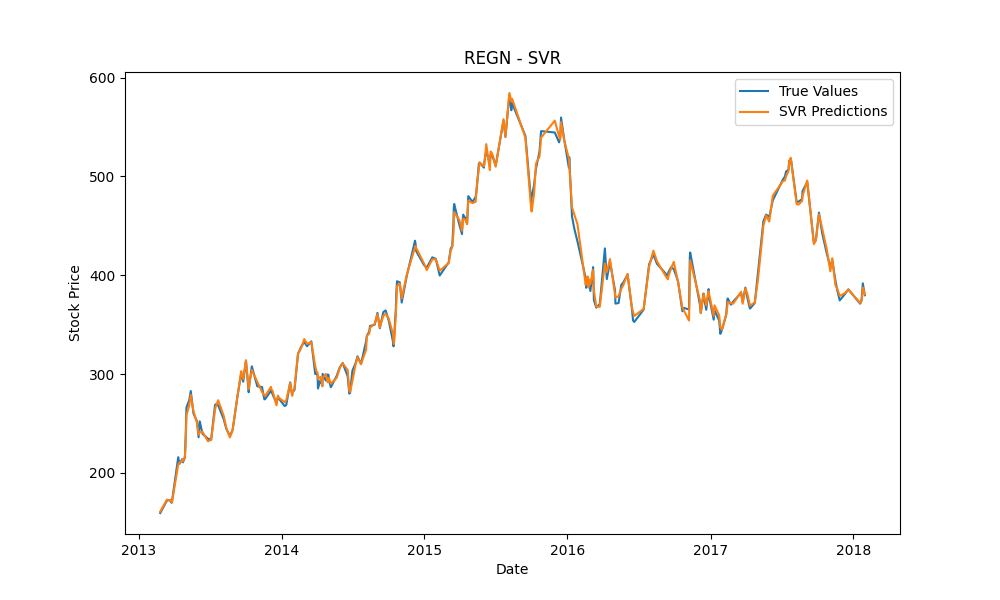 REGN - SVR
True Values
SVR Predictions
600
500
400
300
200
Stock Price
2013
2014
2015
2016
2017
2018
Date